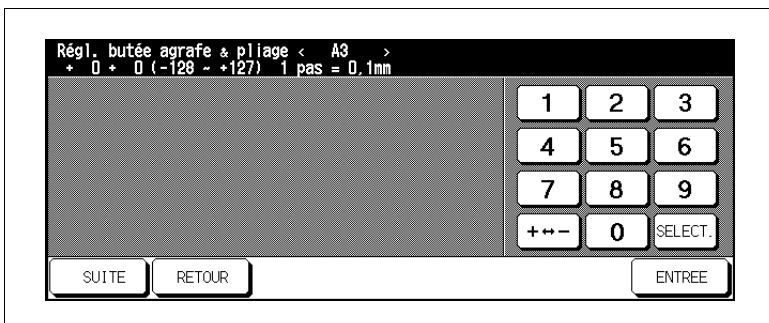 Régl. butée agrafe & pliage < A3 >
+ 0 + 0 (-128 ~ +127) 1 pas = 0,1mm
1 2 3
4 5 6
7 8 9
+↔- 0 SELECT.
SUITE RETOUR ENTREE